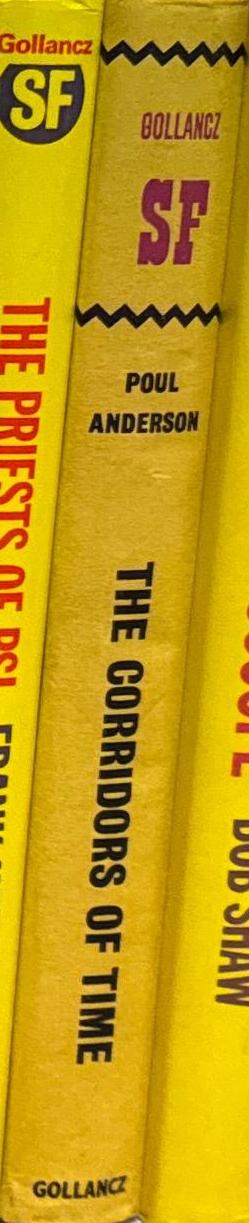 Gollancz
SF
THE PRIESTS OF PSI
GOLLANCZ
SF
POUL
ANDERSON
THE CORRIDORS OF TIME
GOLLANCZ
BOB SHAW